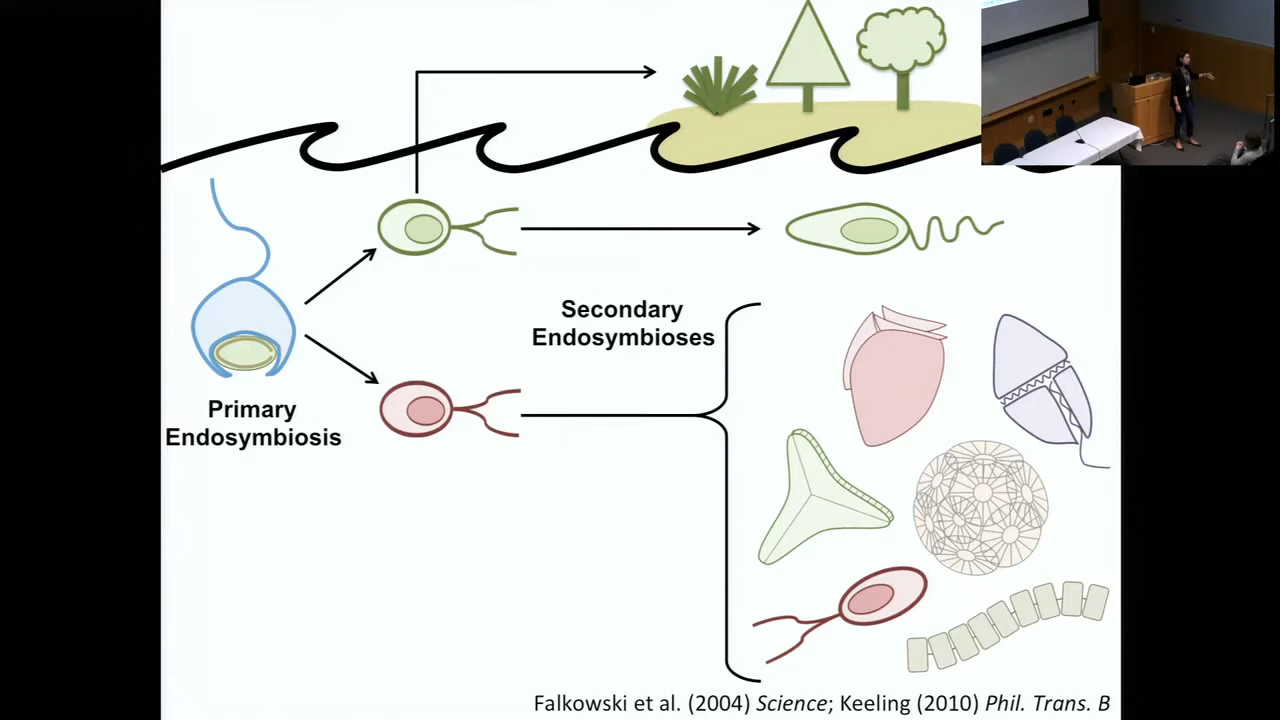 Secondary
Endosymbioses
Primary
Endosymbiosis
Falkowski et al. (2004) Science; Keeling (2010) Phil. Trans. B